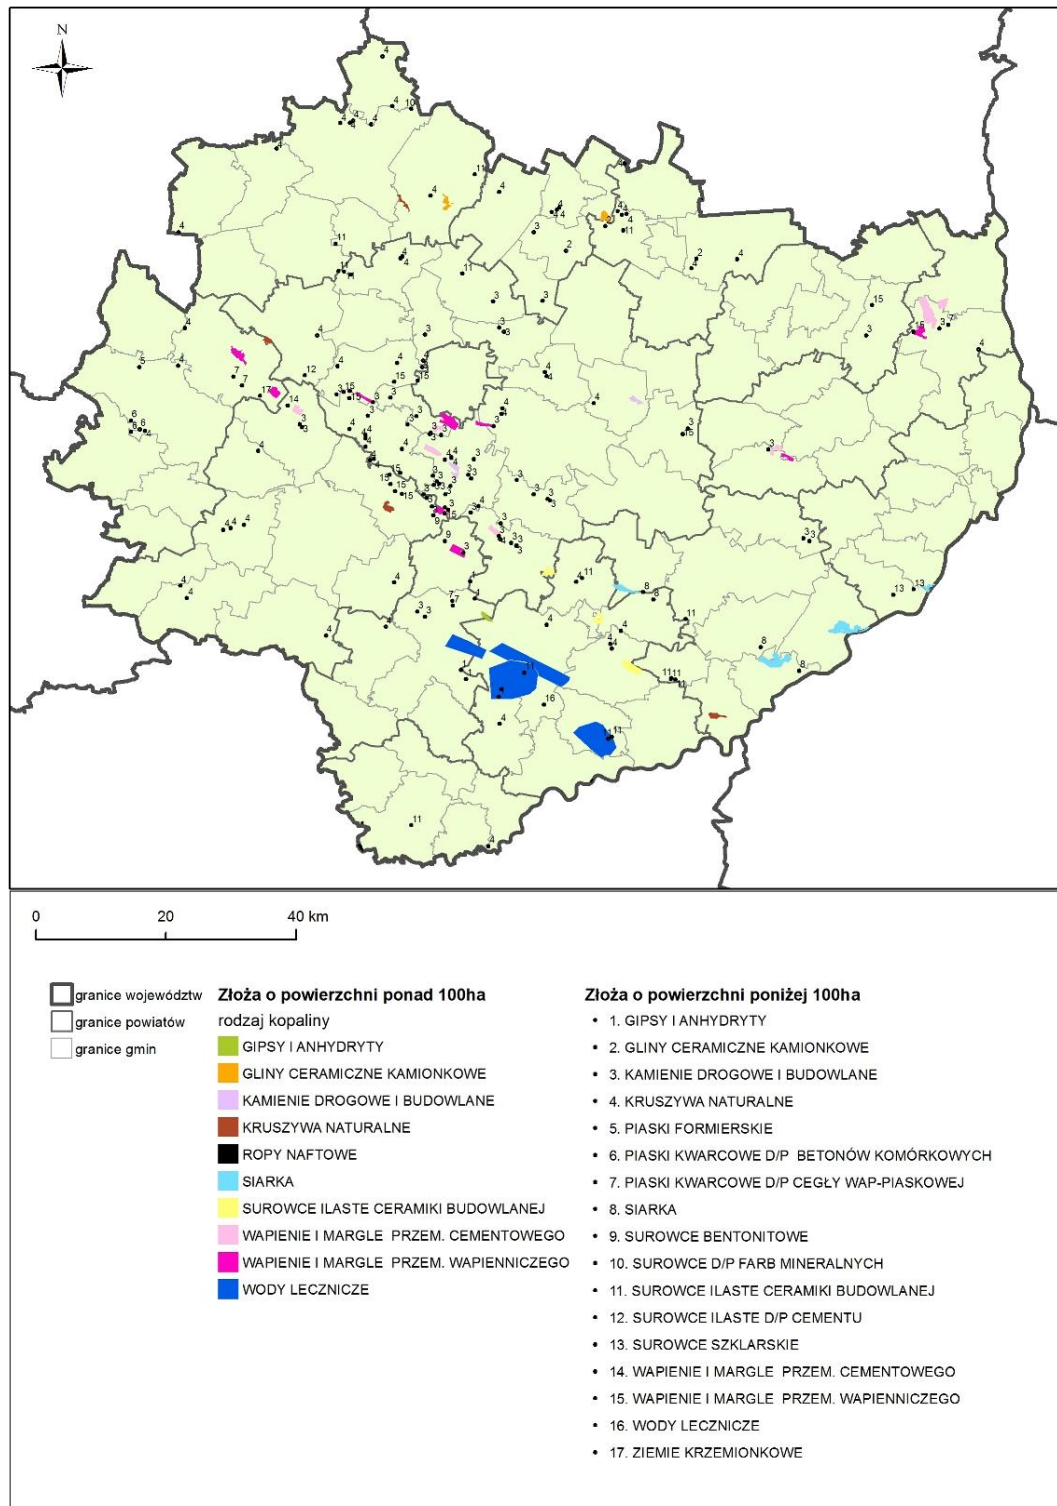 N
0 20 40 km
granice województw
granice powiatów
granice gmin
Złoża o powierzchni ponad 100ha
rodzaj kopaliny
GIPSY I ANHYDRYTY
GLINY CERAMICZNE KAMIONKOWE
KAMIENIE DROGOWE I BUDOWLANE
KRUSZYWA NATURALNE
ROPY NAFTOWE
SIARKA
SUROWCE ILASTE CERAMIKI BUDOWLANEJ
WAPIENIE I MARGLE PRZEM. CEMENTOWEGO
WAPIENIE I MARGLE PRZEM. WAPIENNICZEGO
WODY LECZNICZE
Złoża o powierzchni poniżej 100ha
• 1. GIPSY I ANHYDRYTY
• 2. GLINY CERAMICZNE KAMIONKOWE
• 3. KAMIENIE DROGOWE I BUDOWLANE
• 4. KRUSZYWA NATURALNE
• 5. PIASKI FORMIERSKIE
• 6. PIASKI KWARCOWE D/P BETONÓW KOMÓRKOWYCH
• 7. PIASKI KWARCOWE D/P CEGŁY WAP-PIASKOWEJ
• 8. SIARKA
• 9. SUROWCE BENTONITOWE
• 10. SUROWCE D/P FARB MINERALNYCH
• 11. SUROWCE ILASTE CERAMIKI BUDOWLANEJ
• 12. SUROWCE ILASTE D/P CEMENTU
• 13. SUROWCE SZKLARSKIE
• 14. WAPIENIE I MARGLE PRZEM. CEMENTOWEGO
• 15. WAPIENIE I MARGLE PRZEM. WAPIENNICZEGO
• 16. WODY LECZNICZE
• 17. ZIEMIE KRZEMIONKOWE